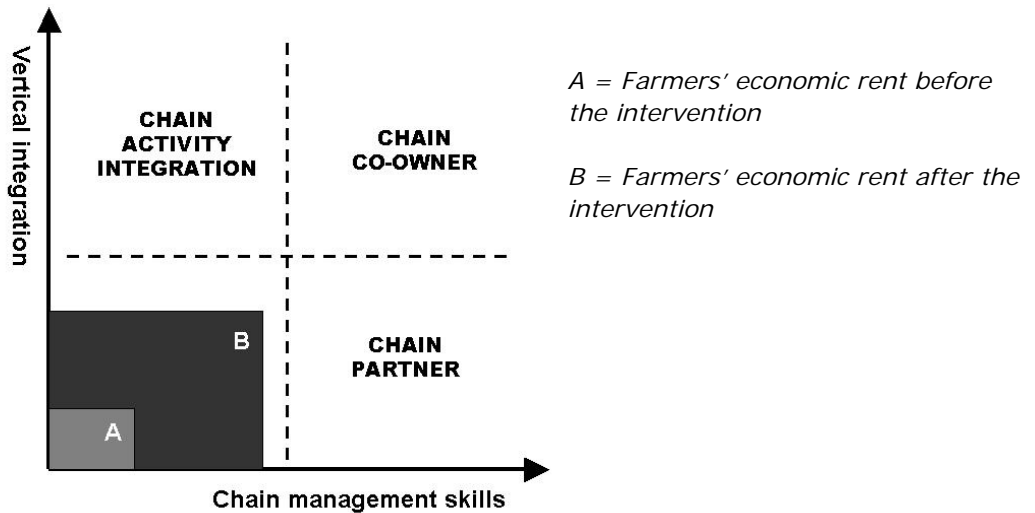 Vertical integration
CHAIN
ACTIVITY
INTEGRATION
CHAIN
CO-OWNER
B
CHAIN
PARTNER
A
Chain management skills
A = Farmers’ economic rent before
the intervention
B = Farmers’ economic rent after the
intervention